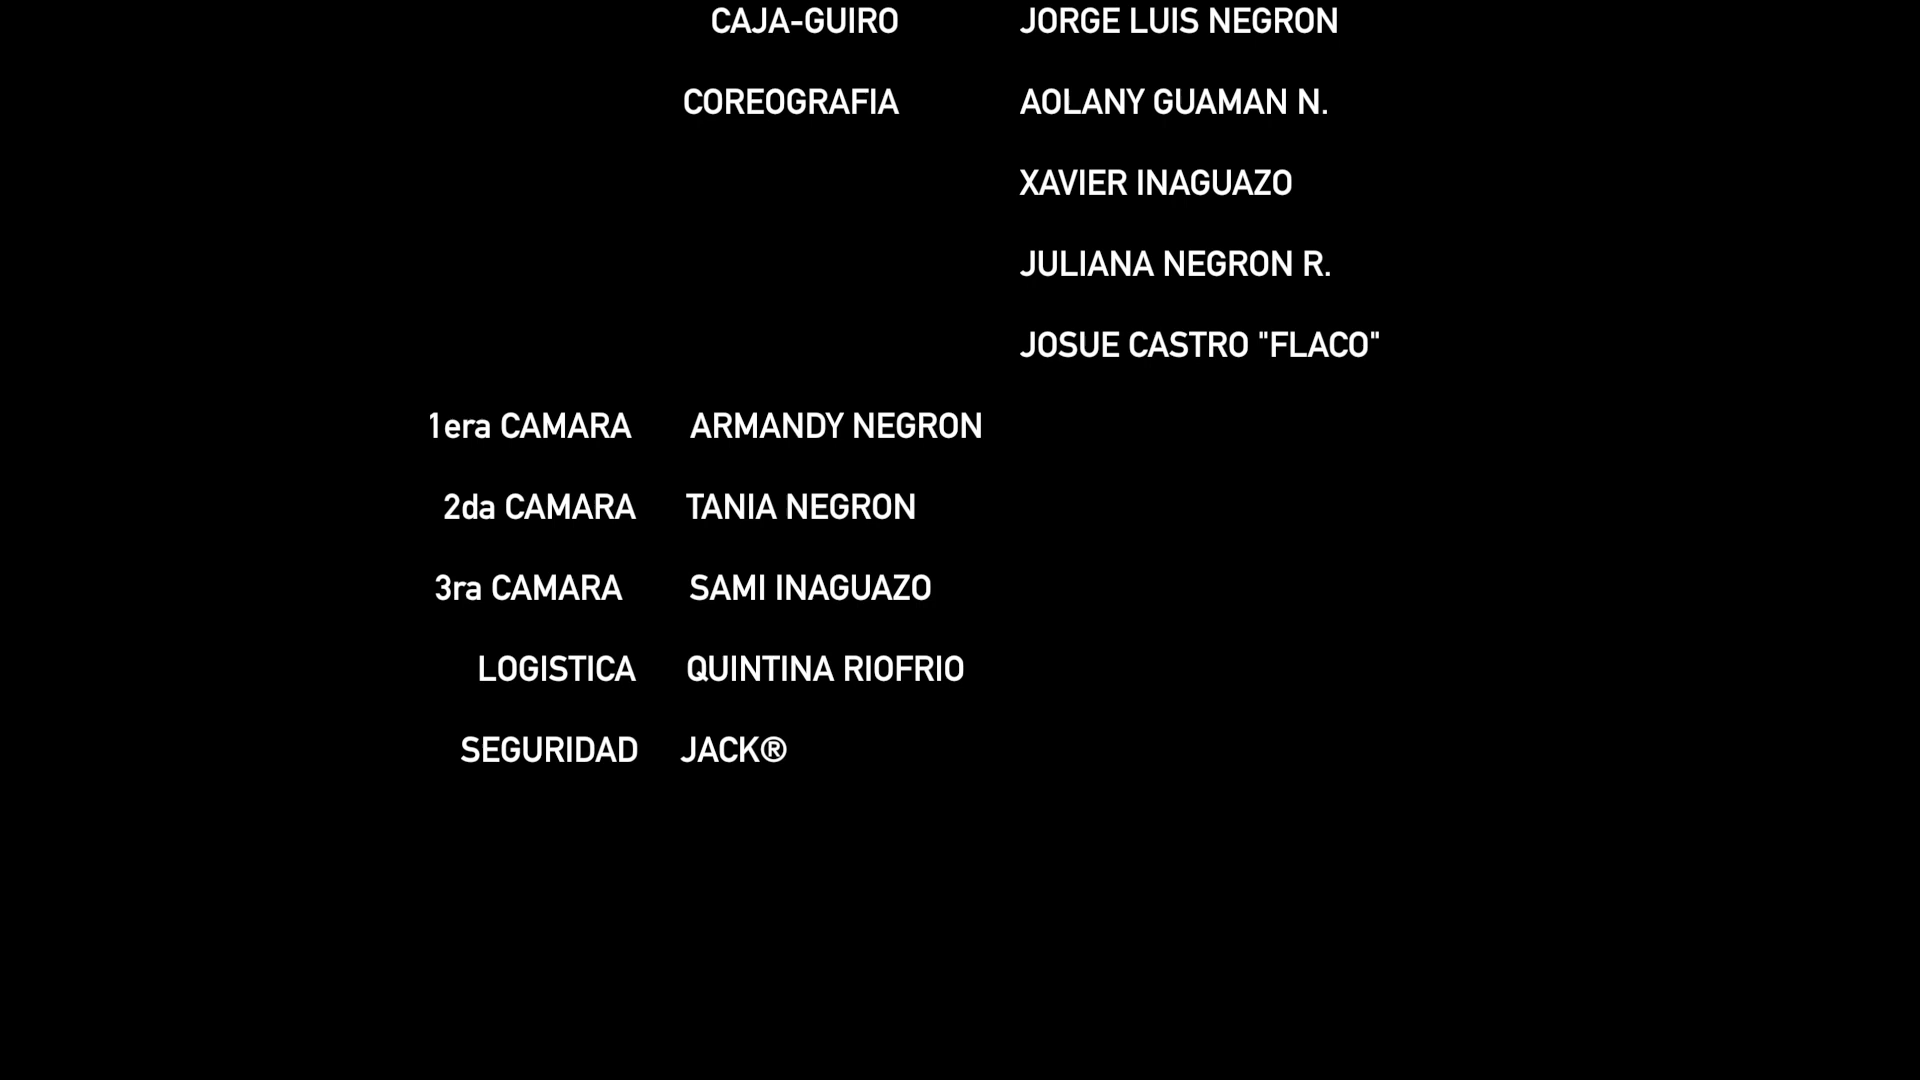 CAJA-GUIRO JORGE LUIS NEGRON
COREOGRAFIA AOLANY GUAMAN N.
XAVIER INAGUAZO
JULIANA NEGRON R.
JOSUE CASTRO "FLACO"
1era CAMARA ARMANDY NEGRON
2da CAMARA TANIA NEGRON
3ra CAMARA SAMI INAGUAZO
LOGISTICA QUINTINA RIOFRIO
SEGURIDAD JACK®